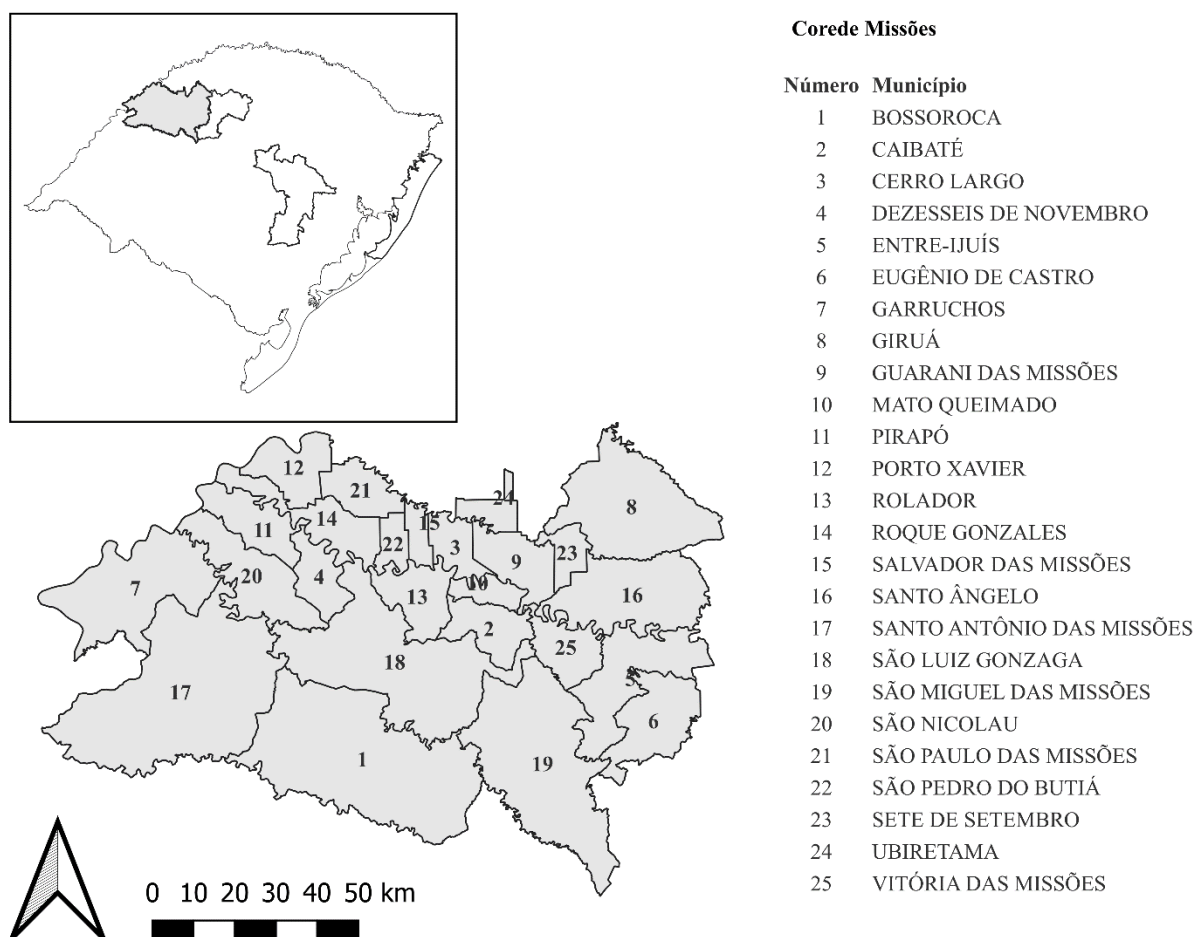 Corede Missões
Número Município
1 BOSSOROCA
2 CAIBATÉ
3 CERRO LARGO
4 DEZESSEIS DE NOVEMBRO
5 ENTRE-IJUÍS
6 EUGÊNIO DE CASTRO
7 GARRUCHOS
8 GIRUÁ
9 GUARANI DAS MISSÕES
10 MATO QUEIMADO
11 PIRAPÓ
12 PORTO XAVIER
13 ROLADOR
14 ROQUE GONZALES
15 SALVADOR DAS MISSÕES
16 SANTO ÂNGELO
17 SANTO ANTÔNIO DAS MISSÕES
18 SÃO LUIZ GONZAGA
19 SÃO MIGUEL DAS MISSÕES
20 SÃO NICOLAU
21 SÃO PAULO DAS MISSÕES
22 SÃO PEDRO DO BUTIÁ
23 SETE DE SETEMBRO
24 UBIRETAMA
25 VITÓRIA DAS MISSÕES
12
21
24
8
14
15
11
22
3
9
23
7
20
4
13
10
16
2
25
18
17
5
6
1
19
0 10 20 30 40 50 km